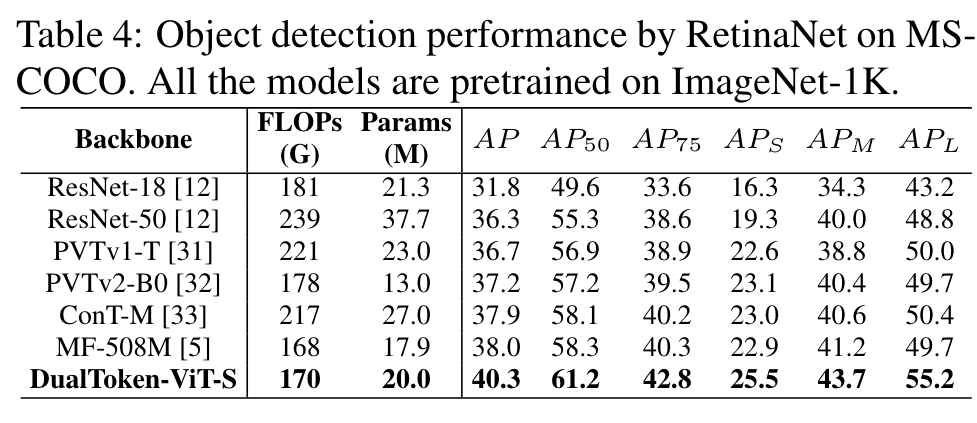 Table 4: Object detection performance by RetinaNet on MS-
COCO. All the models are pretrained on ImageNet-1K.
Backbone FLOPs (G) Params (M) AP AP50 AP75 APS APM APL
ResNet-18 [12] 181 21.3 31.8 49.6 33.6 16.3 34.3 43.2
ResNet-50 [12] 239 37.7 36.3 55.3 38.6 19.3 40.0 48.8
PVTv1-T [31] 221 23.0 36.7 56.9 38.9 22.6 38.8 50.0
PVTv2-B0 [32] 178 13.0 37.2 57.2 39.5 23.1 40.4 49.7
ConT-M [33] 217 27.0 37.9 58.1 40.2 23.0 40.6 50.4
MF-508M [5] 168 17.9 38.0 58.3 40.3 22.9 41.2 49.7
DualToken-ViT-S 170 20.0 40.3 61.2 42.8 25.5 43.7 55.2